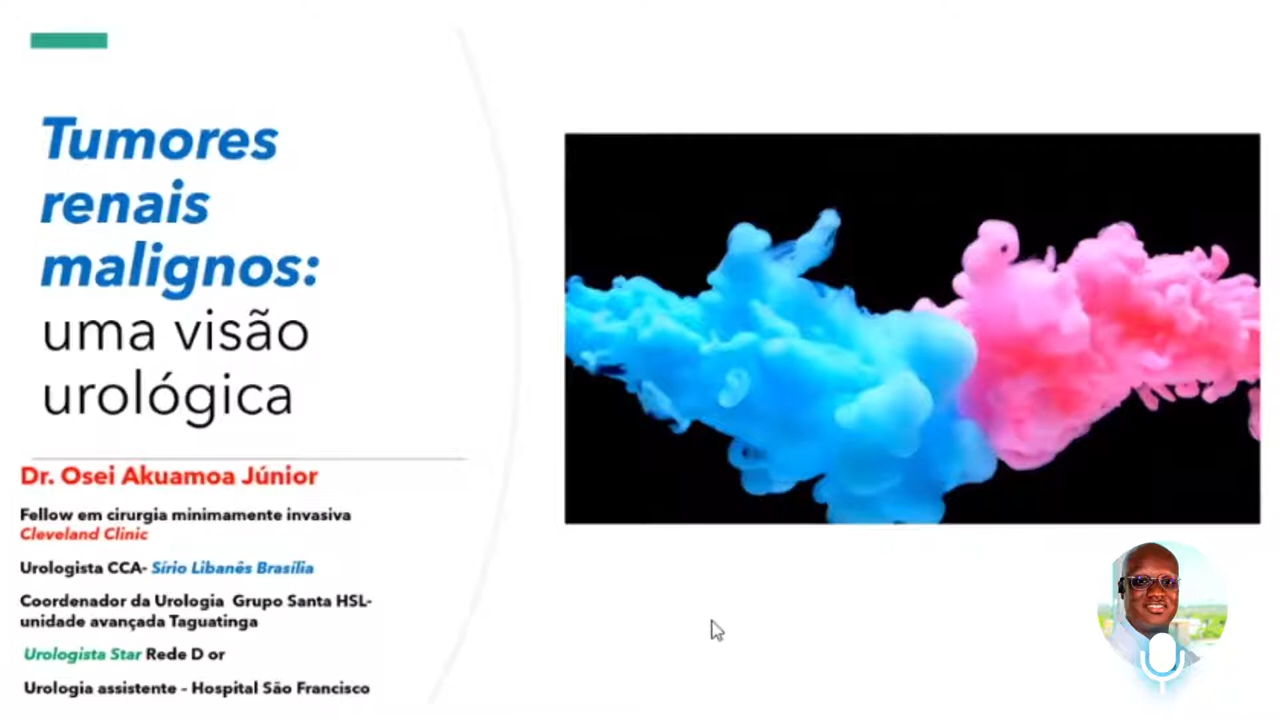 Tumores
renais
malignos:
uma visão
urológica
Dr. Osei Akuamoa Júnior
Fellow em cirurgia minimamente invasiva
Cleveland Clinic
Urologista CCA- Sírio Libanês Brasília
Coordenador da Urologia Grupo Santa HSL-
unidade avançada Taguatinga
Urologista Star Rede D or
Urologia assistente - Hospital São Francisco